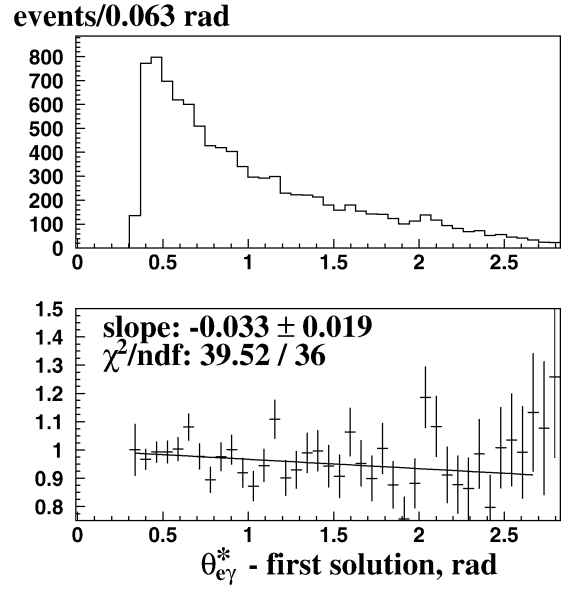 events/0.063 rad
800
700
600
500
400
300
200
100
0
0 0.5 1 1.5 2 2.5
1.5
1.4
1.3
1.2
1.1
1
0.9
0.8
slope: -0.033 ± 0.019
χ²/ndf: 39.52 / 36
0 0.5 1 1.5 2 2.5
θ*eγ - first solution, rad